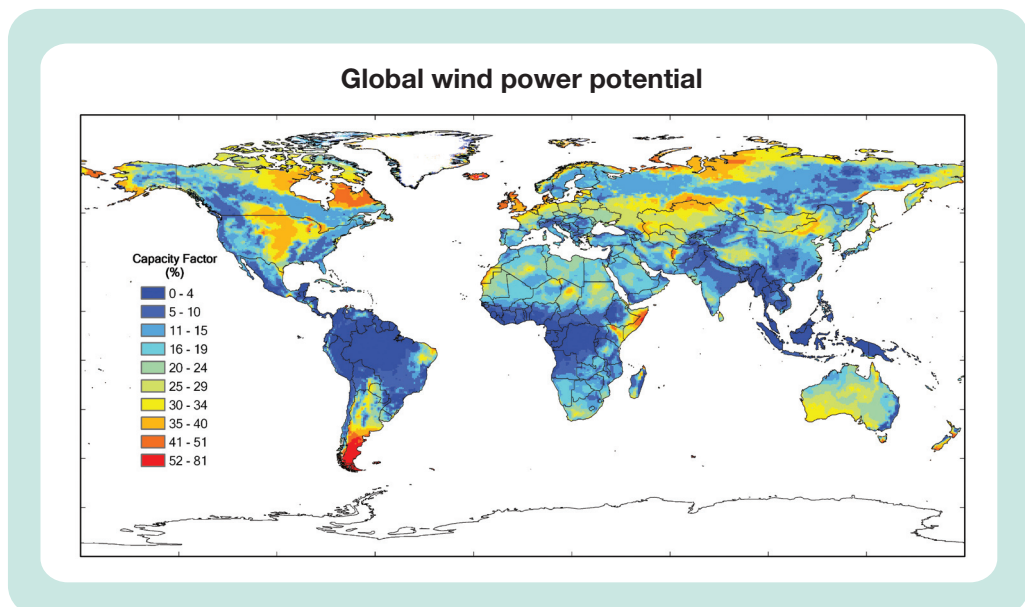 Global wind power potential
Capacity Factor
(%)
0 - 4
5 - 10
11 - 15
16 - 19
20 - 24
25 - 29
30 - 34
35 - 40
41 - 51
52 - 81